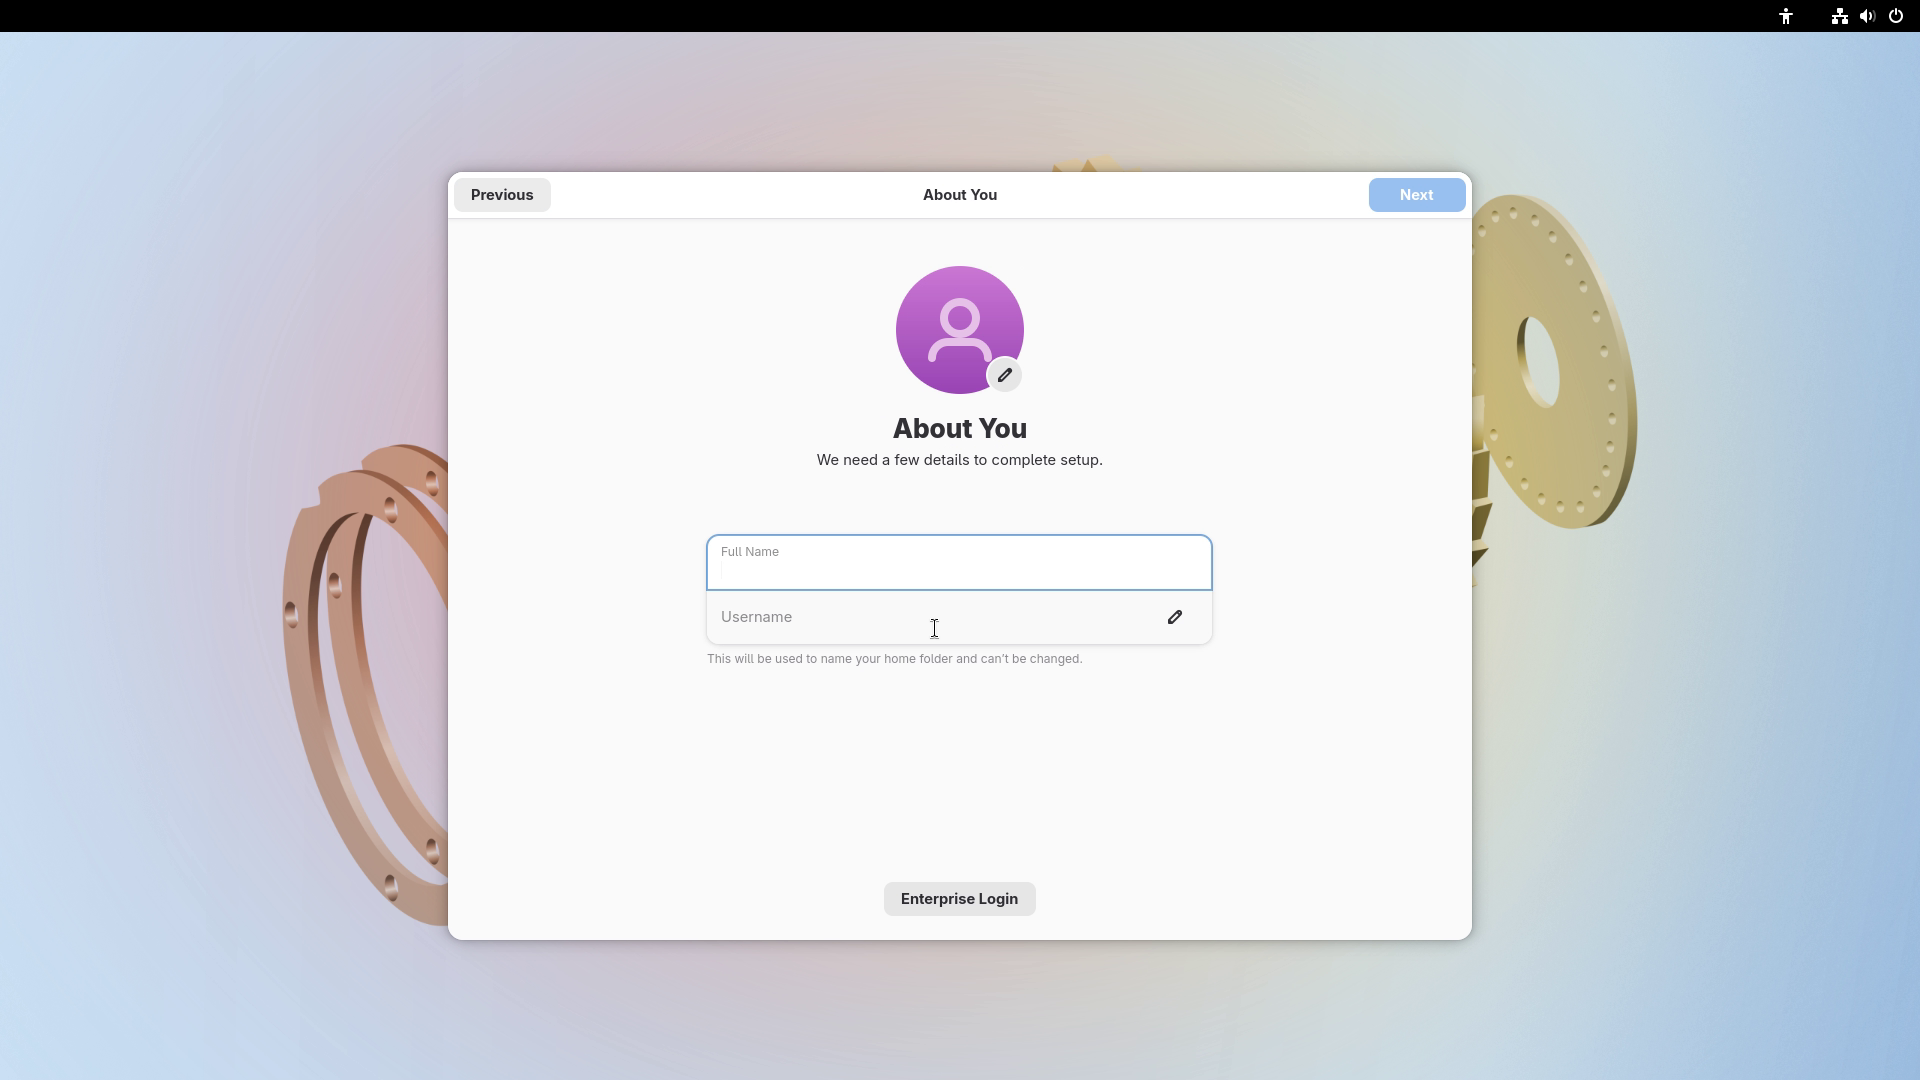 Previous
About You
Next
About You
We need a few details to complete setup.
Full Name
Username
This will be used to name your home folder and can't be changed.
Enterprise Login